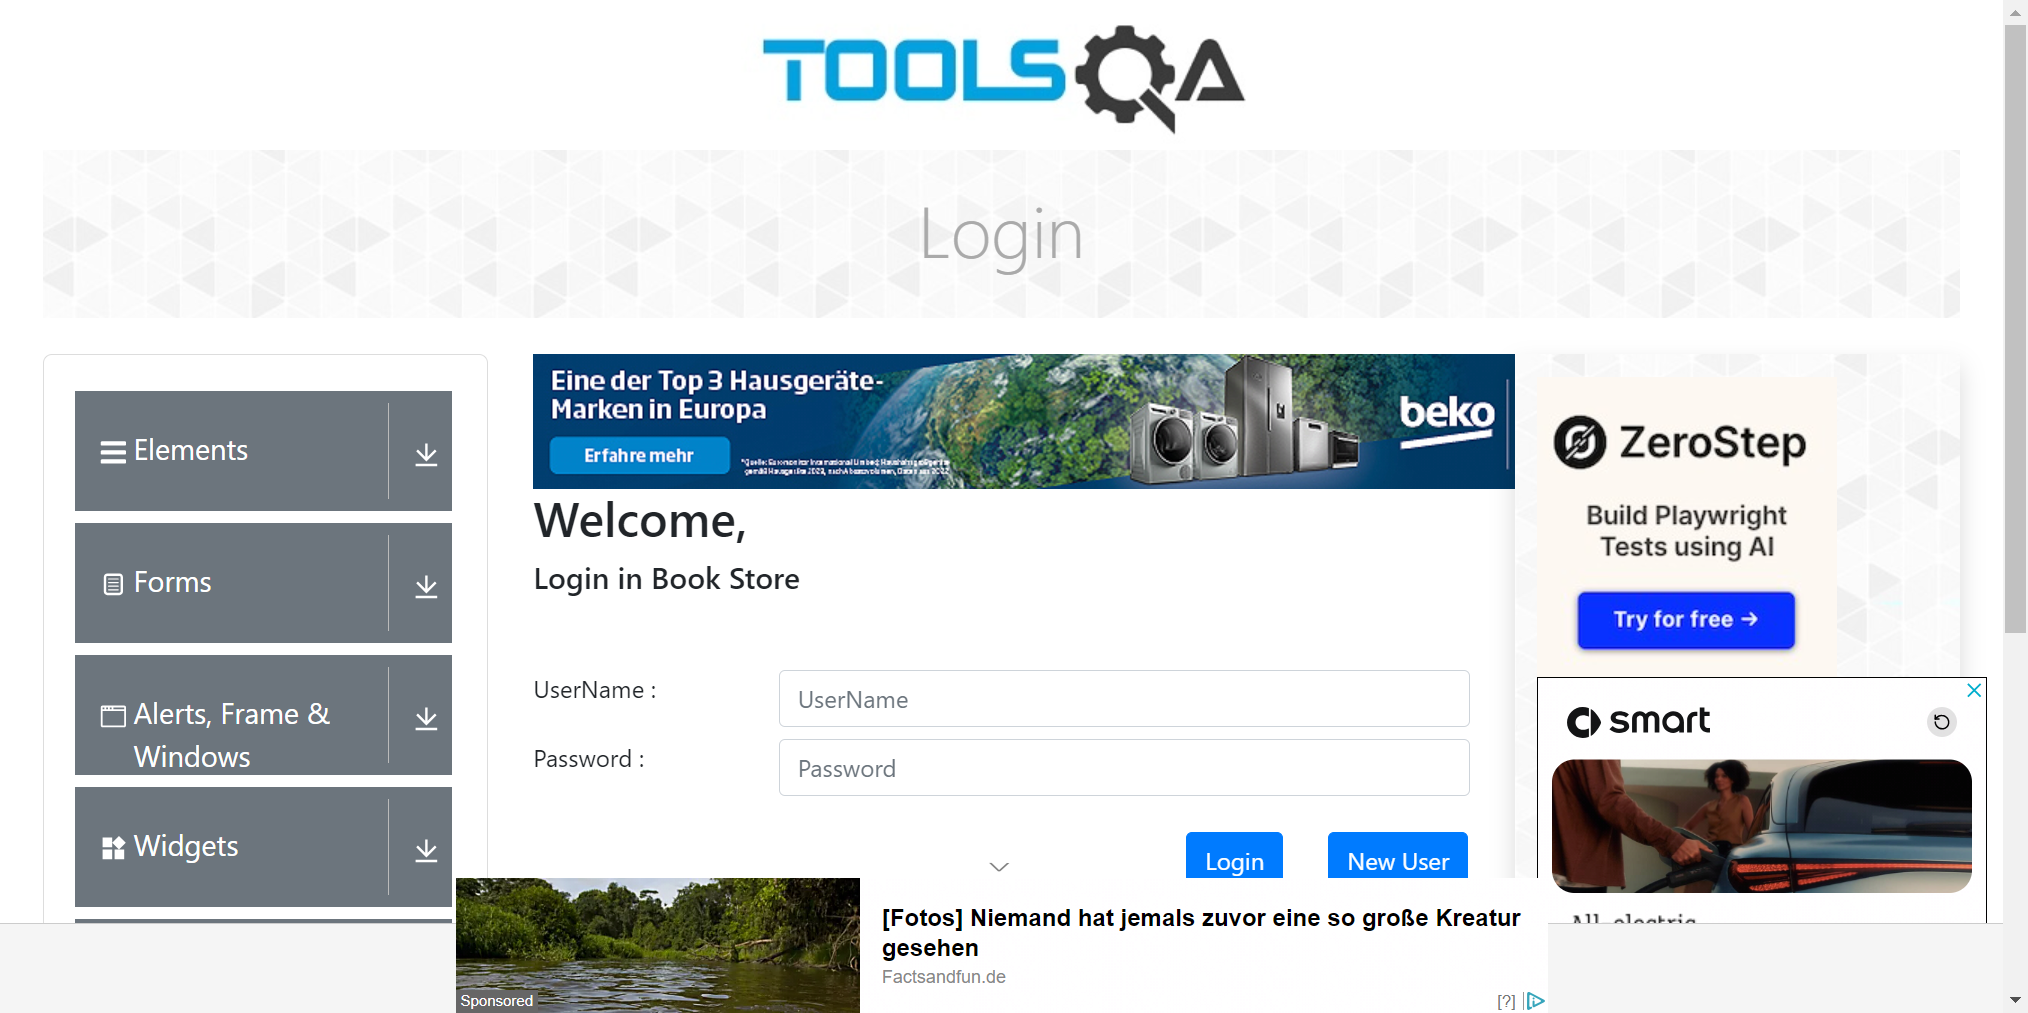 TOOLSQA
Login
Elements
Forms
Alerts, Frame &
Windows
Widgets
Eine der Top 3 Hausgeräte-
Marken in Europa
Erfahre mehr
beko
Welcome,
Login in Book Store
UserName :
UserName
Password :
Password
Login
New User
ZeroStep
Build Playwright
Tests using AI
Try for free →
smart
All-electric
[Fotos] Niemand hat jemals zuvor eine so große Kreatur
gesehen
Factsandfun.de
Sponsored
[?]